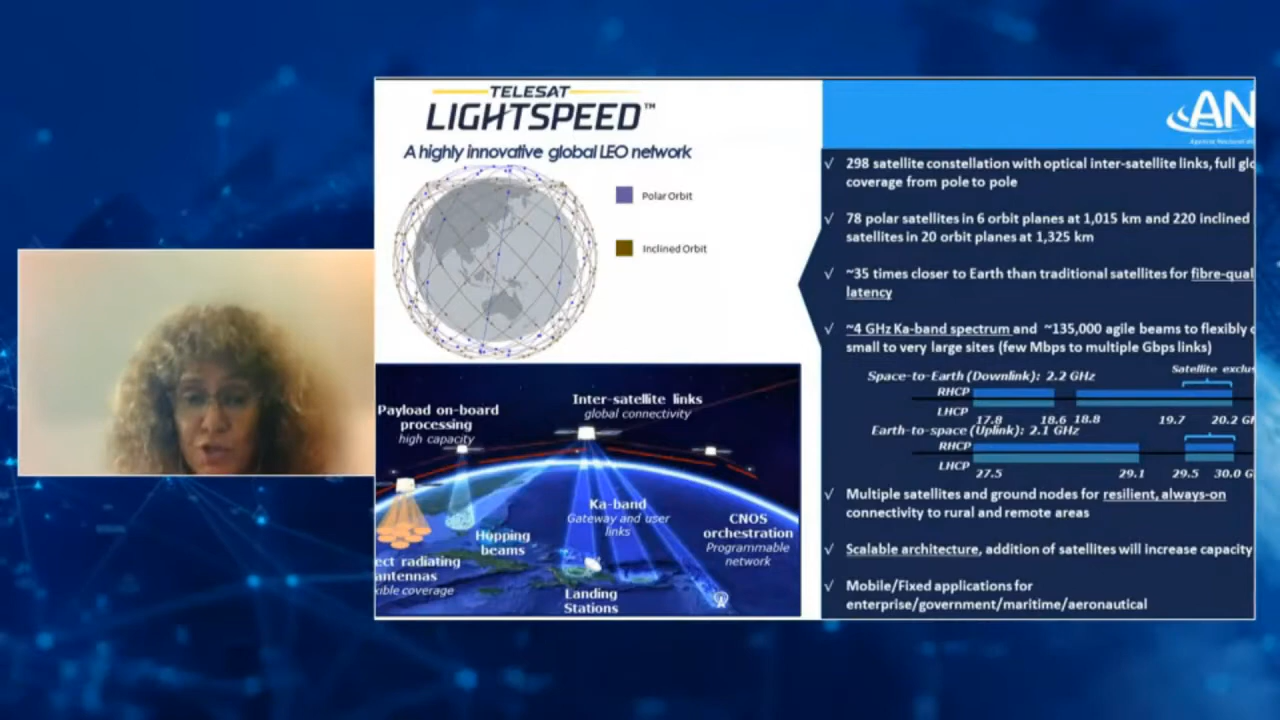 TELESAT
LIGHTSPEED™
A highly innovative global LEO network
Polar Orbit
Inclined Orbit
Payload on-board
processing
high capacity
Inter-satellite links
global connectivity
Ka-band
Gateway and user
links
Hopping
beams
CNOS
orchestration
Programmable
network
ect radiating
antennas
xible coverage
Landing
Stations
AN
√ 298 satellite constellation with optical inter-satellite links, full glo
coverage from pole to pole
√ 78 polar satellites in 6 orbit planes at 1,015 km and 220 inclined
satellites in 20 orbit planes at 1,325 km
√ ~35 times closer to Earth than traditional satellites for fibre-qual
latency
√ ~4 GHz Ka-band spectrum and ~135,000 agile beams to flexibly
small to very large sites (few Mbps to multiple Gbps links)
Satellite exclus
Space-to-Earth (Downlink): 2.2 GHz
RHCP
LHCP
17.8 18.6 18.8 19.7 20.2 G
Earth-to-space (Uplink): 2.1 GHz
RHCP
LHCP
27.5 29.1 29.5 30.0 G
√ Multiple satellites and ground nodes for resilient, always-on
connectivity to rural and remote areas
√ Scalable architecture, addition of satellites will increase capacity
√ Mobile/Fixed applications for
enterprise/government/maritime/aeronautical